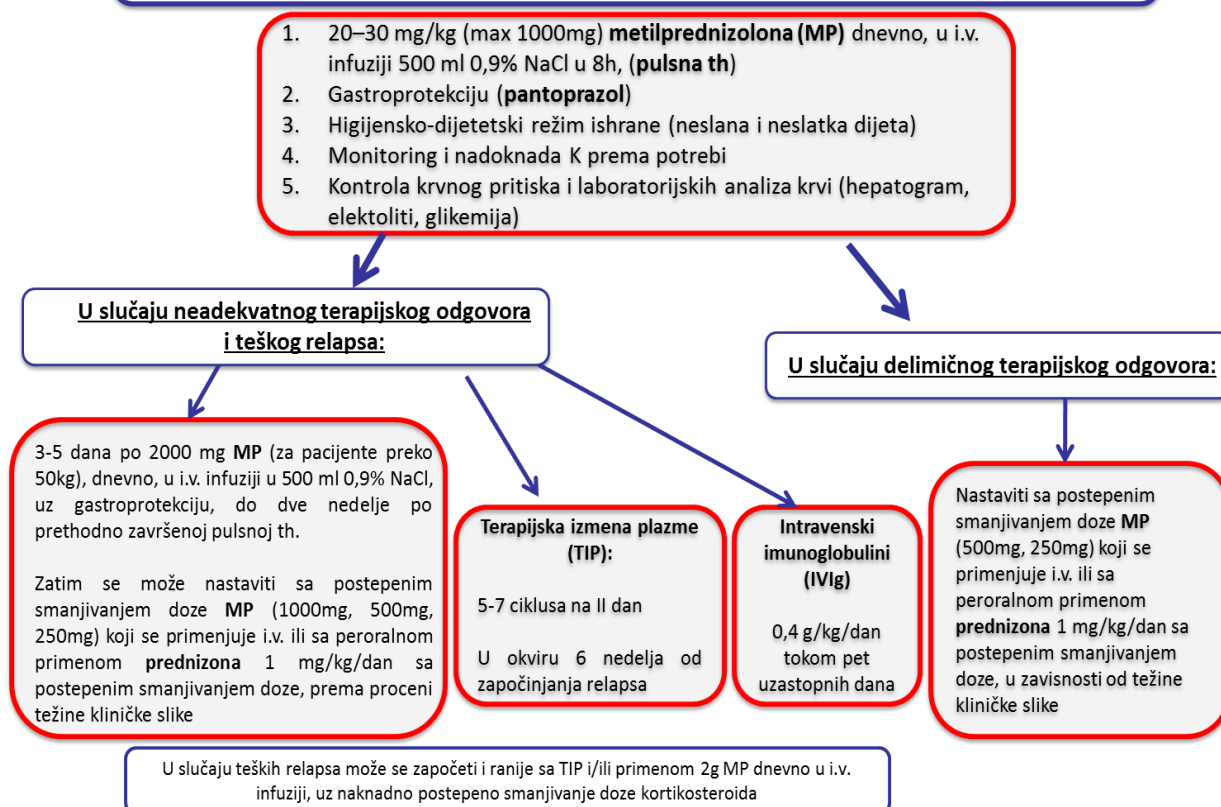 1. 20–30 mg/kg (max 1000mg) metilprednizolona (MP) dnevno, u i.v.
infuziji 500 ml 0,9% NaCl u 8h, (pulsna th)
2. Gastroprotekciju (pantoprazol)
3. Higijensko-dijetetski režim ishrane (neslana i neslatka dijeta)
4. Monitoring i nadoknada K prema potrebi
5. Kontrola krvnog pritiska i laboratorijskih analiza krvi (hepatogram,
elektoliti, glikemija)
U slučaju neadekvatnog terapijskog odgovora
i teškog relapsa:
U slučaju delimičnog terapijskog odgovora:
3-5 dana po 2000 mg MP (za pacijente preko
50kg), dnevno, u i.v. infuziji u 500 ml 0,9% NaCl,
uz gastroprotekciju, do dve nedelje po
prethodno završenoj pulsnoj th.
Zatim se može nastaviti sa postepenim
smanjivanjem doze MP (1000mg, 500mg,
250mg) koji se primenjuje i.v. ili sa peroralnom
primenom prednizona 1 mg/kg/dan sa
postepenim smanjivanjem doze, prema proceni
težine kliničke slike
Terapijska izmena plazme
(TIP):
5-7 ciklusa na II dan
U okviru 6 nedelja od
započinjanja relapsa
Intravenski
imunoglobulini
(IVIg)
0,4 g/kg/dan
tokom pet
uzastopnih dana
Nastaviti sa postepenim
smanjivanjem doze MP
(500mg, 250mg) koji se
primenjuje i.v. ili sa
peroralnom primenom
prednizona 1 mg/kg/dan sa
postepenim smanjivanjem
doze, u zavisnosti od težine
kliničke slike
U slučaju teških relapsa može se započeti i ranije sa TIP i/ili primenom 2g MP dnevno u i.v.
infuziji, uz naknadno postepeno smanjivanje doze kortikosteroida